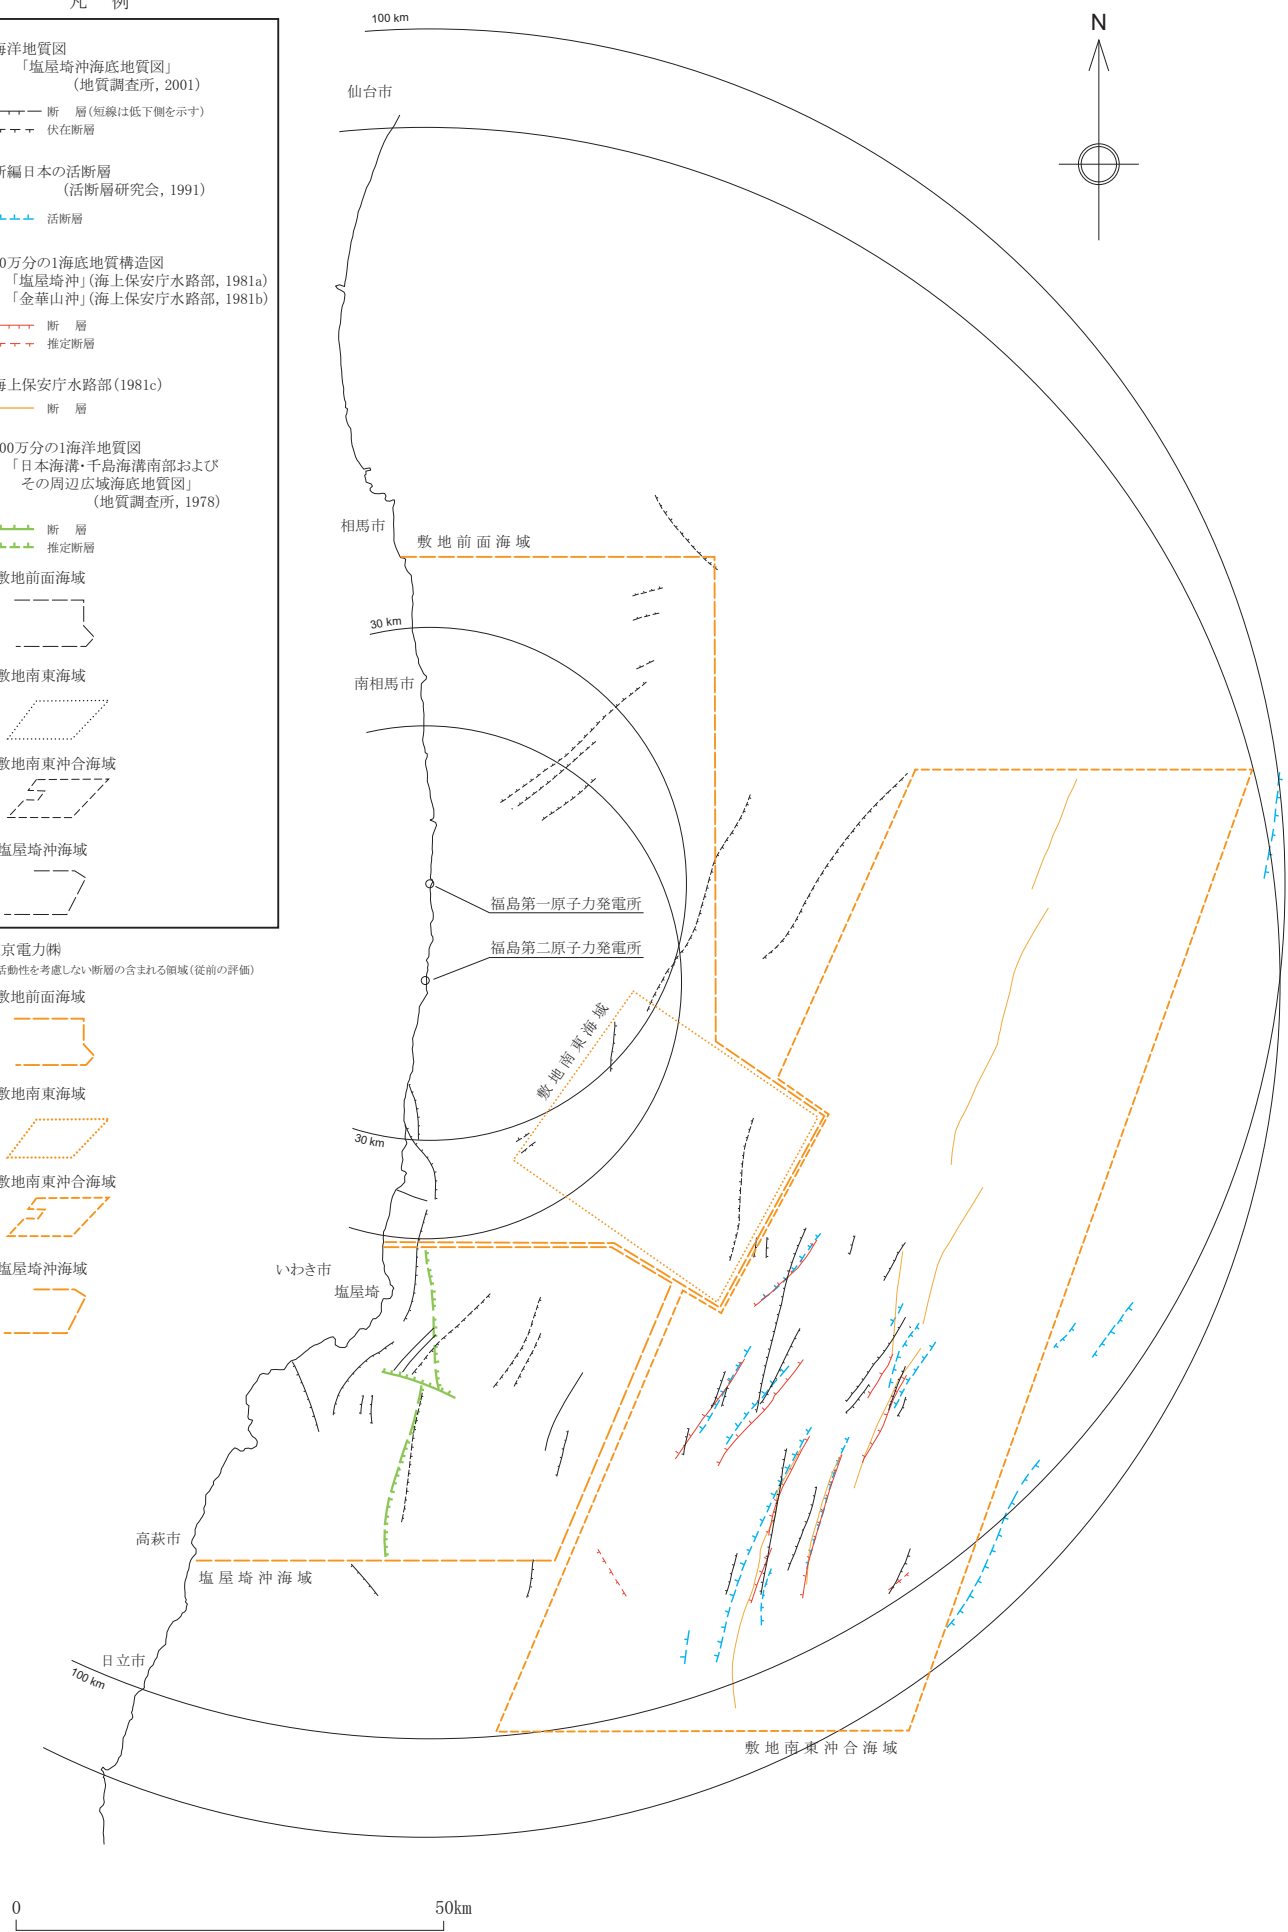 凡 例
海洋地質図
「塩屋埼沖海底地質図」
(地質調査所, 2001)
断 層(短線は低下側を示す)
伏在断層
新編日本の活断層
(活断層研究会, 1991)
活断層
0万分の1海底地質構造図
「塩屋埼沖」(海上保安庁水路部, 1981a)
「金華山沖」(海上保安庁水路部, 1981b)
断 層
推定断層
海上保安庁水路部(1981c)
断 層
00万分の1海洋地質図
「日本海溝・千島海溝南部および
その周辺広域海底地質図」
(地質調査所, 1978)
断 層
推定断層
敷地前面海域
敷地南東海域
敷地南東沖合海域
塩屋埼沖海域
京電力㈱
活動性を考慮しない断層の含まれる領域(従前の評価)
敷地前面海域
敷地南東海域
敷地南東沖合海域
塩屋埼沖海域
100 km
N
仙台市
相馬市
敷地前面海域
30 km
南相馬市
福島第一原子力発電所
福島第二原子力発電所
敷地南東海域
30 km
いわき市
塩屋埼
高萩市
塩屋埼沖海域
日立市
100 km
敷地南東沖合海域
0
50km